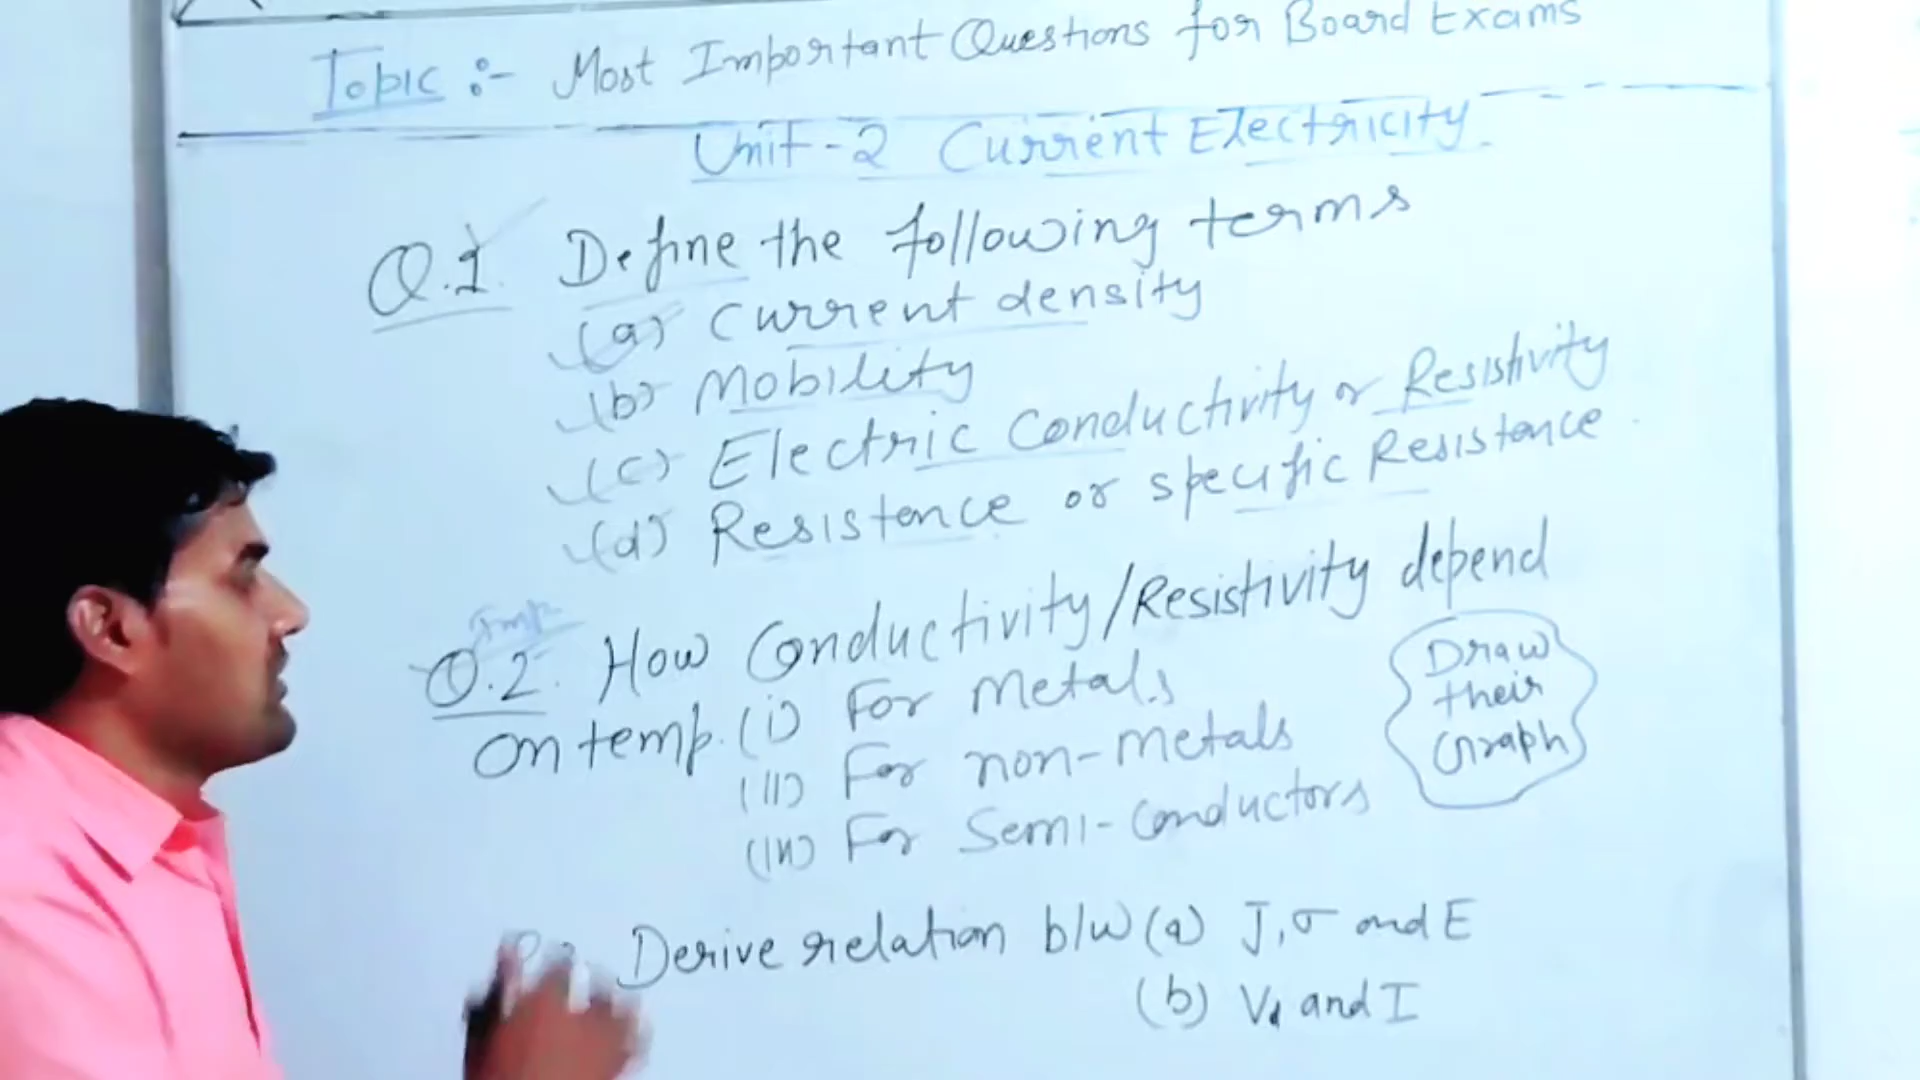 Topic :- Most Important Questions for Board Exams
Unit-2 Current Electricity
Q.1 Define the following terms
(a) Current density
(b) Mobility
(c) Electric Conductivity or Resistivity
(d) Resistance or specific Resistance
Imp.
Q.2. How Conductivity/Resistivity depend
on temp. (i) For Metals
(ii) For non-metals
(iii) For Semi-Conductors
Draw
their
Graph
Derive relation b/w (a) J, σ and E
(b) Vd and I